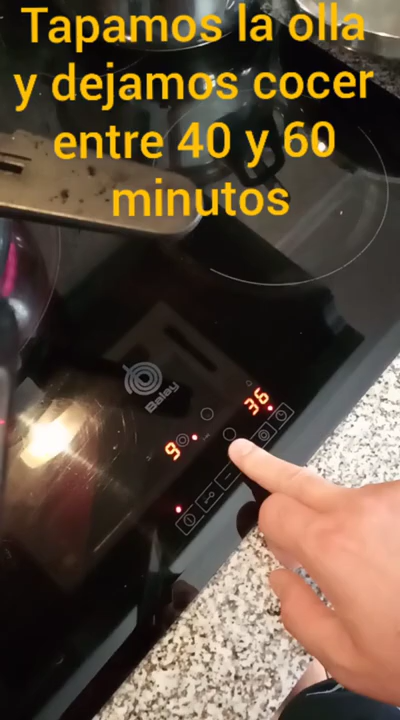 Tapamos la olla
y dejamos cocer
entre 40 y 60
minutos
Balay
36
9